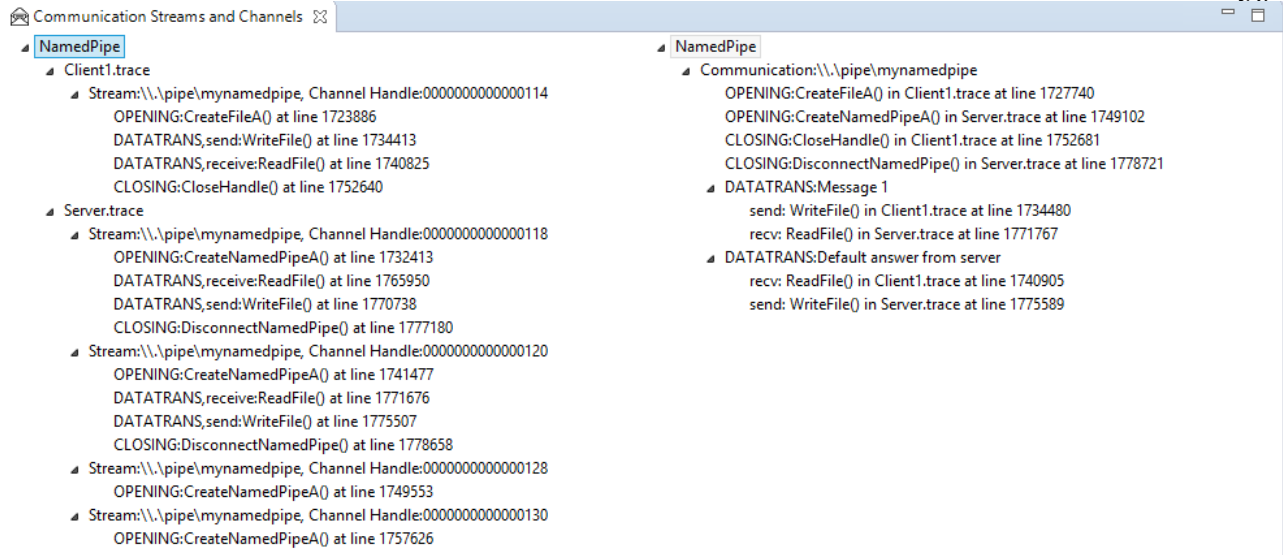 Communication Streams and Channels
NamedPipe
Client1.trace
Stream:\\.\pipe\mynamedpipe, Channel Handle:0000000000000114
OPENING:CreateFileA() at line 1723886
DATATRANS,send:WriteFile() at line 1734413
DATATRANS,receive:ReadFile() at line 1740825
CLOSING:CloseHandle() at line 1752640
Server.trace
Stream:\\.\pipe\mynamedpipe, Channel Handle:0000000000000118
OPENING:CreateNamedPipeA() at line 1732413
DATATRANS,receive:ReadFile() at line 1765950
DATATRANS,send:WriteFile() at line 1770738
CLOSING:DisconnectNamedPipe() at line 1777180
Stream:\\.\pipe\mynamedpipe, Channel Handle:0000000000000120
OPENING:CreateNamedPipeA() at line 1741477
DATATRANS,receive:ReadFile() at line 1771676
DATATRANS,send:WriteFile() at line 1775507
CLOSING:DisconnectNamedPipe() at line 1778658
Stream:\\.\pipe\mynamedpipe, Channel Handle:0000000000000128
OPENING:CreateNamedPipeA() at line 1749553
Stream:\\.\pipe\mynamedpipe, Channel Handle:0000000000000130
OPENING:CreateNamedPipeA() at line 1757626
NamedPipe
Communication:\\.\pipe\mynamedpipe
OPENING:CreateFileA() in Client1.trace at line 1727740
OPENING:CreateNamedPipeA() in Server.trace at line 1749102
CLOSING:CloseHandle() in Client1.trace at line 1752681
CLOSING:DisconnectNamedPipe() in Server.trace at line 1778721
DATATRANS:Message 1
send: WriteFile() in Client1.trace at line 1734480
recv: ReadFile() in Server.trace at line 1771767
DATATRANS:Default answer from server
recv: ReadFile() in Client1.trace at line 1740905
send: WriteFile() in Server.trace at line 1775589